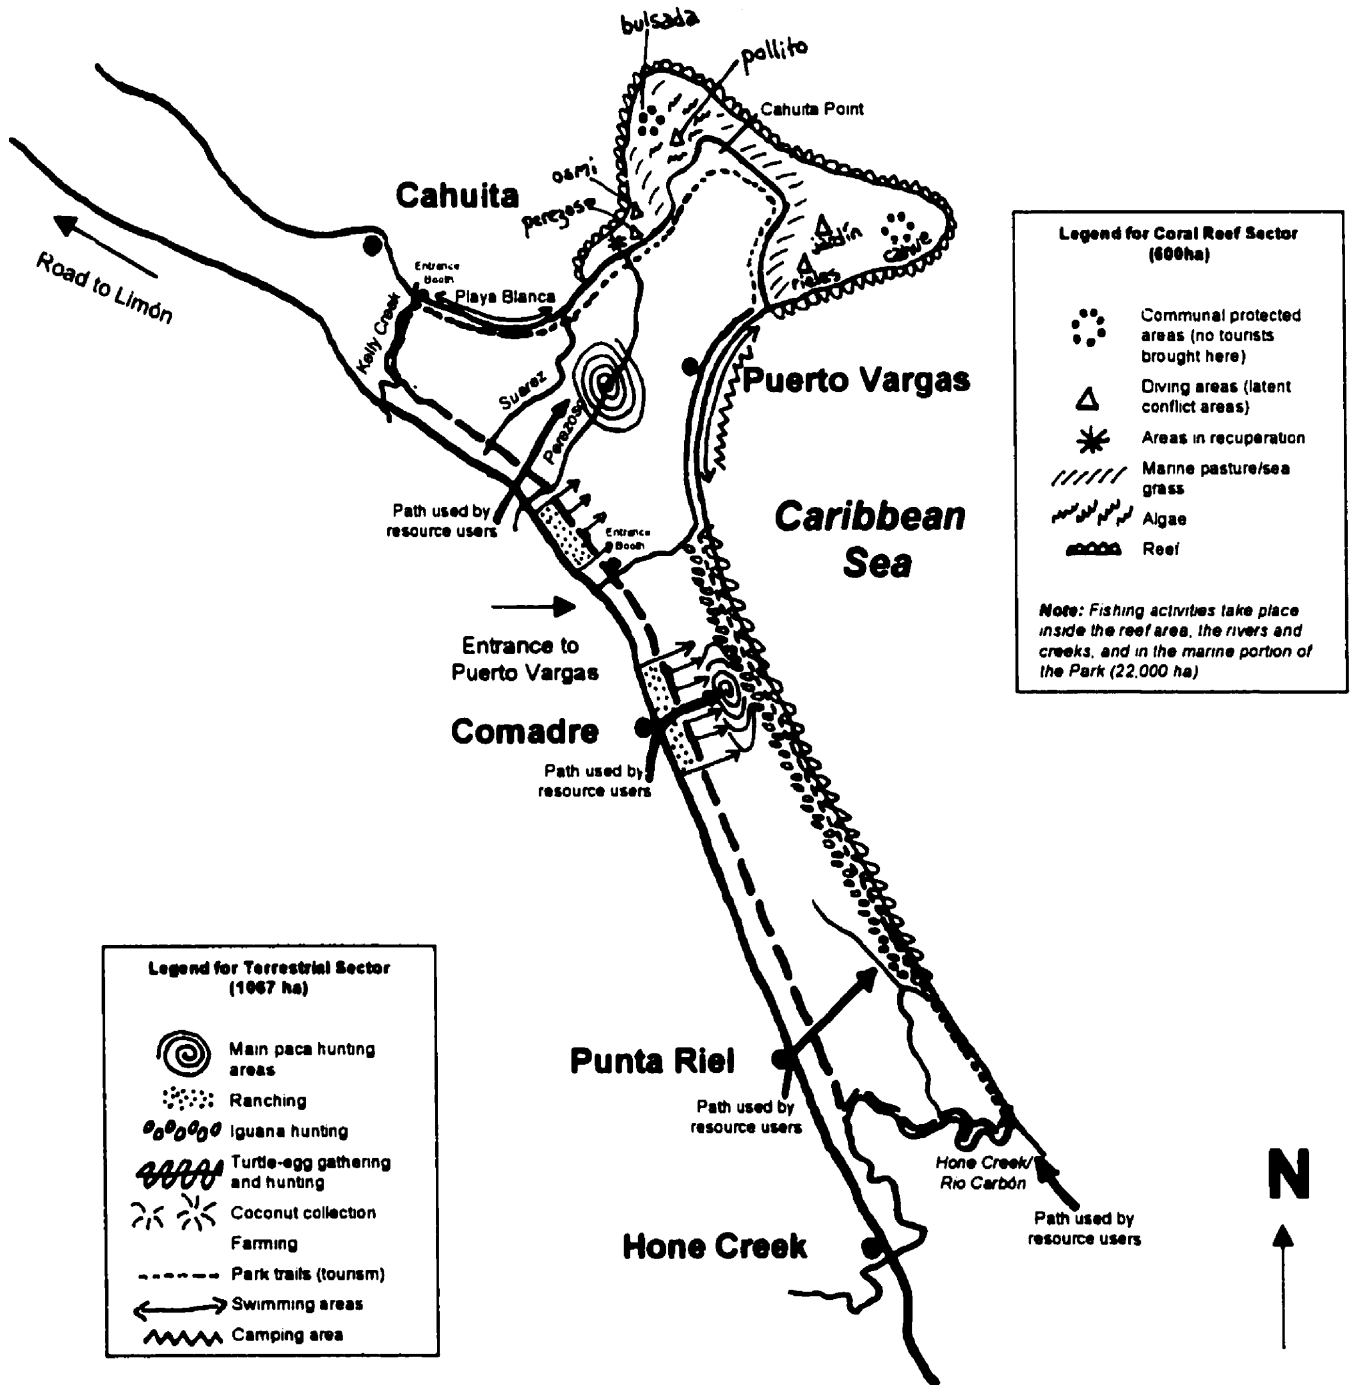 bulsada
pollito
Cahuita Point
osmi
perezoso
Cahuita
Road to Limón
Entrance
Booth
Playa Blanca
Kelly Creek
Suarez
Perezoso
jardín
rieles
cahue
Puerto Vargas
Path used by
resource users
Entrance
Booth
Caribbean
Sea
Entrance to
Puerto Vargas
Comadre
Path used by
resource users
Punta Riel
Path used by
resource users
Hone Creek/
Rio Carbón
Path used by
resource users
Hone Creek
N
Legend for Coral Reef Sector
(600ha)
Communal protected
areas (no tourists
brought here)
Diving areas (latent
conflict areas)
Areas in recuperation
Marine pasture/sea
grass
Algae
Reef
Note: Fishing activities take place
inside the reef area, the rivers and
creeks, and in the marine portion of
the Park (22,000 ha)
Legend for Terrestrial Sector
(1067 ha)
Main paca hunting
areas
Ranching
Iguana hunting
Turtle-egg gathering
and hunting
Coconut collection
Farming
Park trails (tourism)
Swimming areas
Camping area